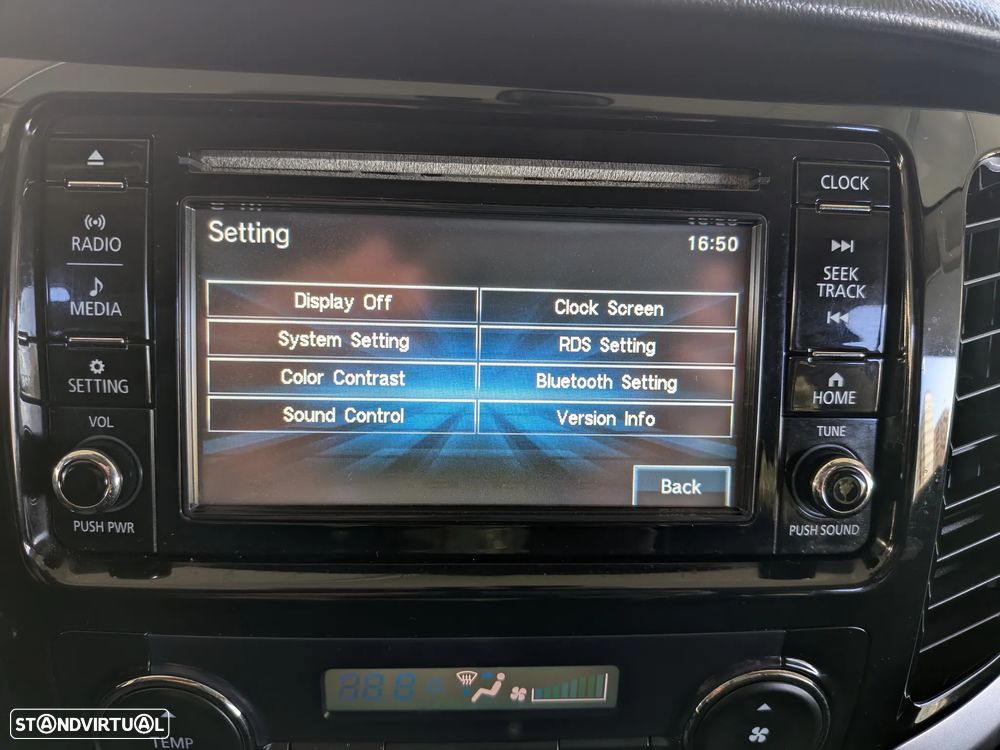 CLOCK
RADIO
MEDIA
SETTING
VOL
PUSH PWR
Setting
16:50
Display Off
Clock Screen
System Setting
RDS Setting
Color Contrast
Bluetooth Setting
Sound Control
Version Info
Back
SEEK
TRACK
HOME
TUNE
PUSH SOUND
TEMP
STANDVIRTUAL